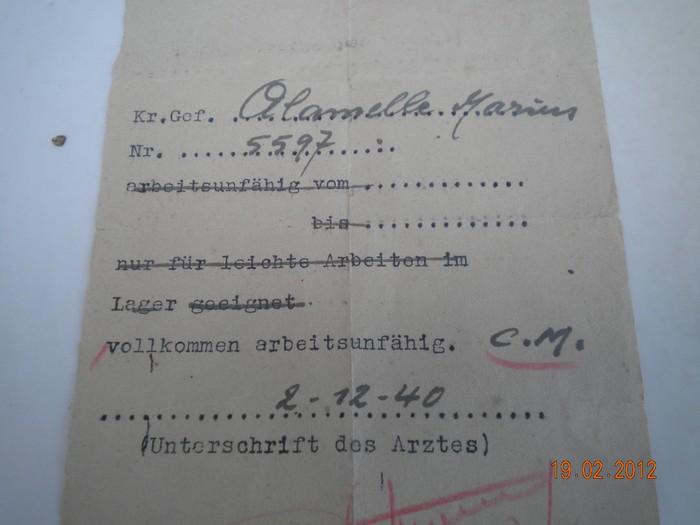 Kr.Gef. Alamelle Marius
Nr. 5597
arbeitsunfähig vom
bis
nur für leichte Arbeiten im
Lager geeignet.
vollkommen arbeitsunfähig. C.M.
2-12-40
(Unterschrift des Arztes)
19.02.2012